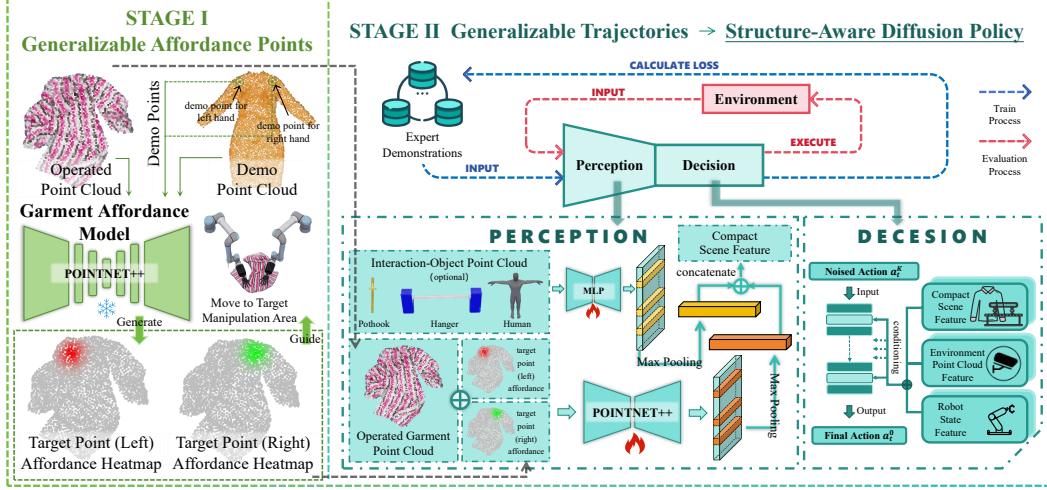 STAGE I
Generalizable Affordance Points
Demo Points
demo point for
left hand
demo point for
right hand
Operated
Point Cloud
Demo
Point Cloud
Garment Affordance
Model
POINTNET++
Generate
Move to Target
Manipulation Area
Guide
Target Point (Left)
Affordance Heatmap
Target Point (Right)
Affordance Heatmap
STAGE II Generalizable Trajectories → Structure-Aware Diffusion Policy
CALCULATE LOSS
INPUT
Environment
Expert
Demonstrations
INPUT
Perception
Decision
EXECUTE
Train
Process
Evaluation
Process
PERCEPTION
Interaction-Object Point Cloud
(optional)
Pothook
Hanger
Human
MLP
Compact
Scene Feature
concatenate
Max Pooling
Operated Garment
Point Cloud
target
point
(left)
affordance
target
point
(right)
affordance
POINTNET++
Max Pooling
DECESION
Noised Action a_t^K
Input
conditioning
Output
Final Action a_t^0
Compact
Scene
Feature
Environment
Point Cloud
Feature
Robot
State
Feature